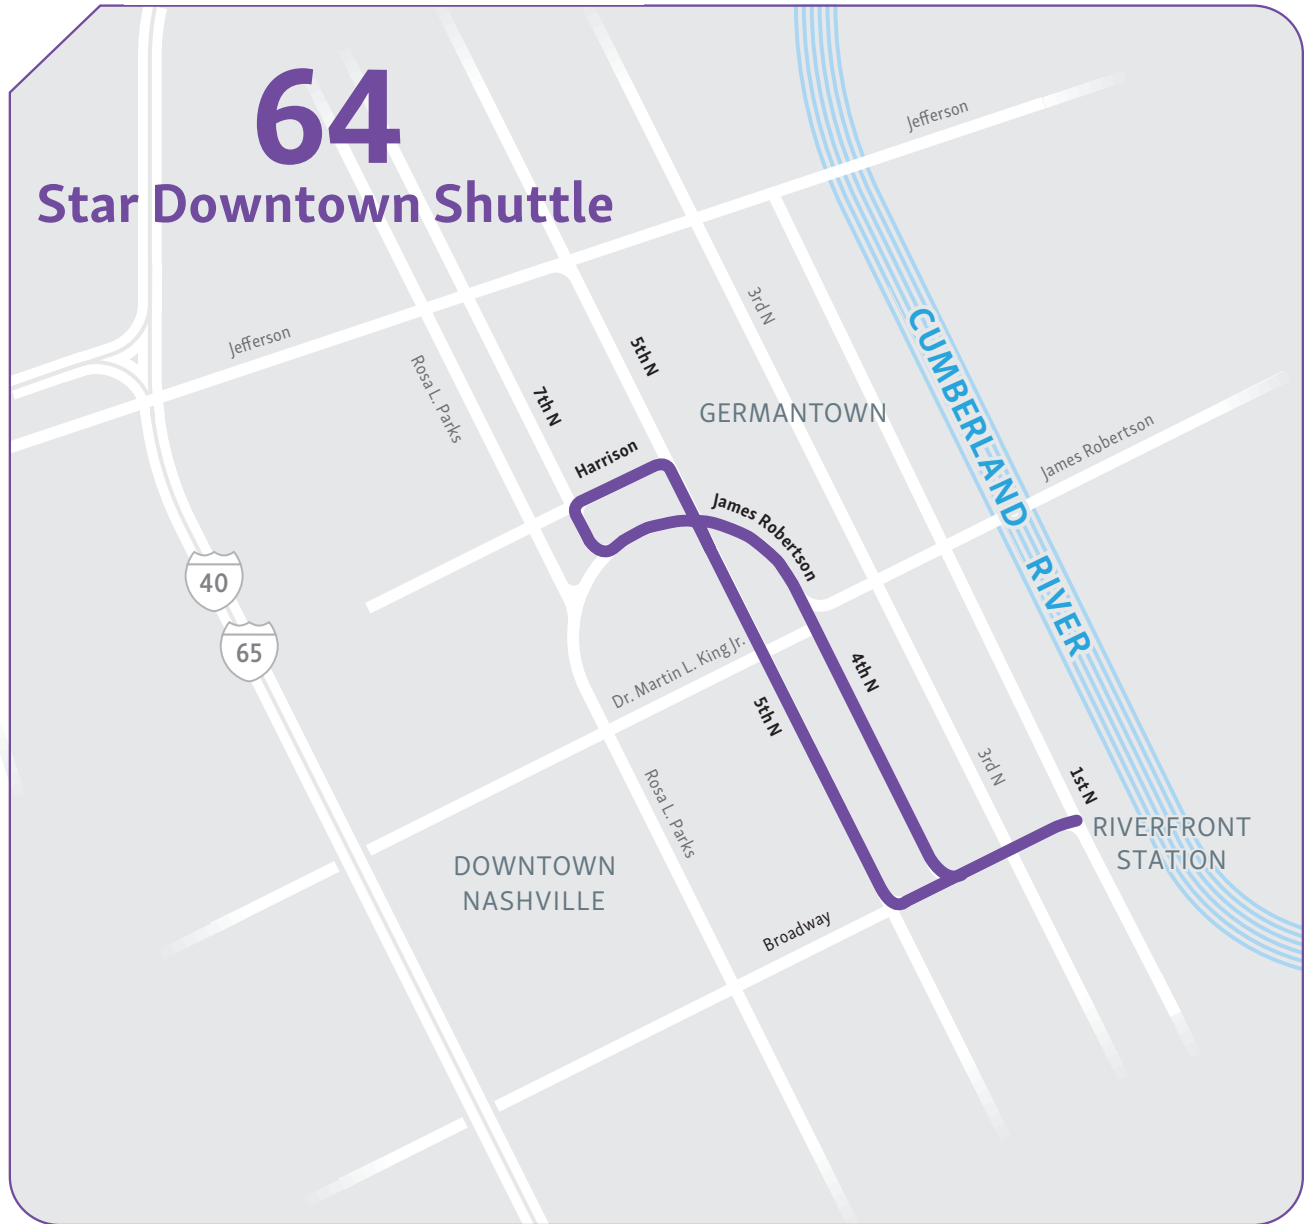 64
Star Downtown Shuttle
Jefferson
Jefferson
3rd N
5th N
Rosa L. Parks
7th N
CUMBERLAND RIVER
GERMANTOWN
Harrison
James Robertson
James Robertson
40
65
Dr. Martin L. King Jr.
4th N
5th N
3rd N
1st N
Rosa L. Parks
RIVERFRONT
STATION
DOWNTOWN
NASHVILLE
Broadway